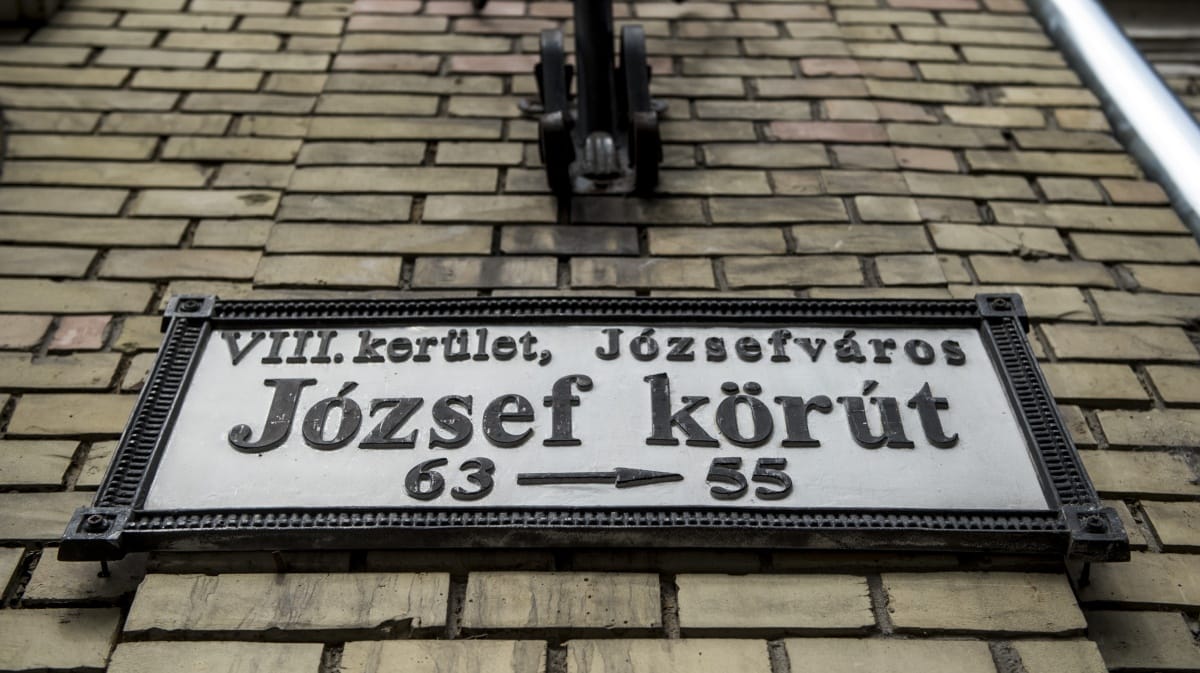 VIII. kerület, Józsefváros
József körút
63 → 55